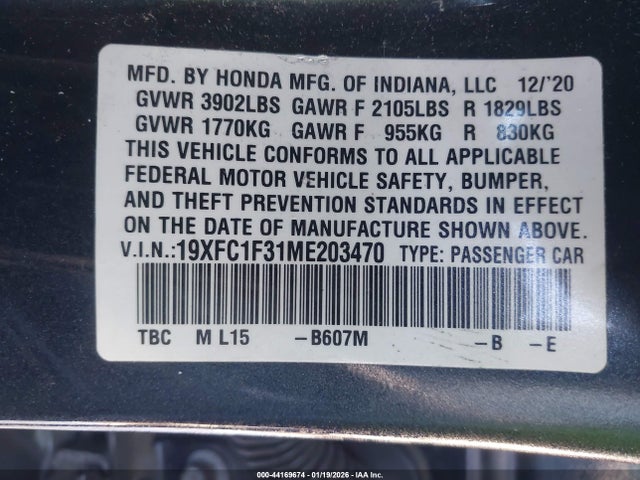 MFD. BY HONDA MFG. OF INDIANA, LLC 12/'20
GVWR 3902LBS GAWR F 2105LBS R 1829LBS
GVWR 1770KG GAWR F 955KG R 830KG
THIS VEHICLE CONFORMS TO ALL APPLICABLE
FEDERAL MOTOR VEHICLE SAFETY, BUMPER,
AND THEFT PREVENTION STANDARDS IN EFFECT
ON THE DATE OF MANUFACTURE SHOWN ABOVE.
V.I.N.:19XFC1F31ME203470 TYPE: PASSENGER CAR
TBC M L15 –B607M –B –E
000-44169674 | 01/19/2026 - IAA Inc.